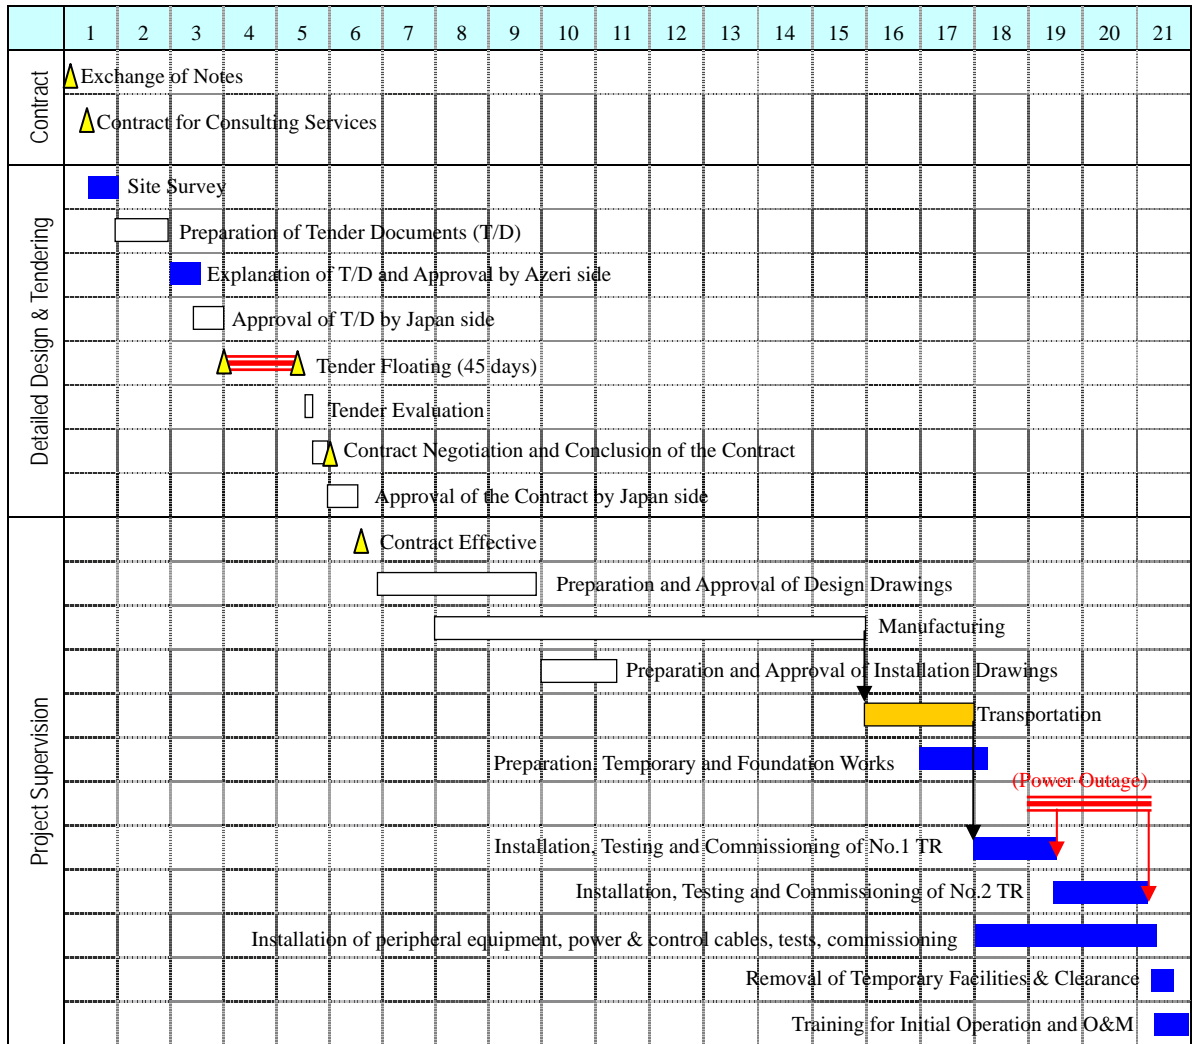 1 2 3 4 5 6 7 8 9 10 11 12 13 14 15 16 17 18 19 20 21
Contract
Exchange of Notes
Contract for Consulting Services
Detailed Design & Tendering
Site Survey
Preparation of Tender Documents (T/D)
Explanation of T/D and Approval by Azeri side
Approval of T/D by Japan side
Tender Floating (45 days)
Tender Evaluation
Contract Negotiation and Conclusion of the Contract
Approval of the Contract by Japan side
Project Supervision
Contract Effective
Preparation and Approval of Design Drawings
Manufacturing
Preparation and Approval of Installation Drawings
Transportation
Preparation, Temporary and Foundation Works
(Power Outage)
Installation, Testing and Commissioning of No.1 TR
Installation, Testing and Commissioning of No.2 TR
Installation of peripheral equipment, power & control cables, tests, commissioning
Removal of Temporary Facilities & Clearance
Training for Initial Operation and O&M